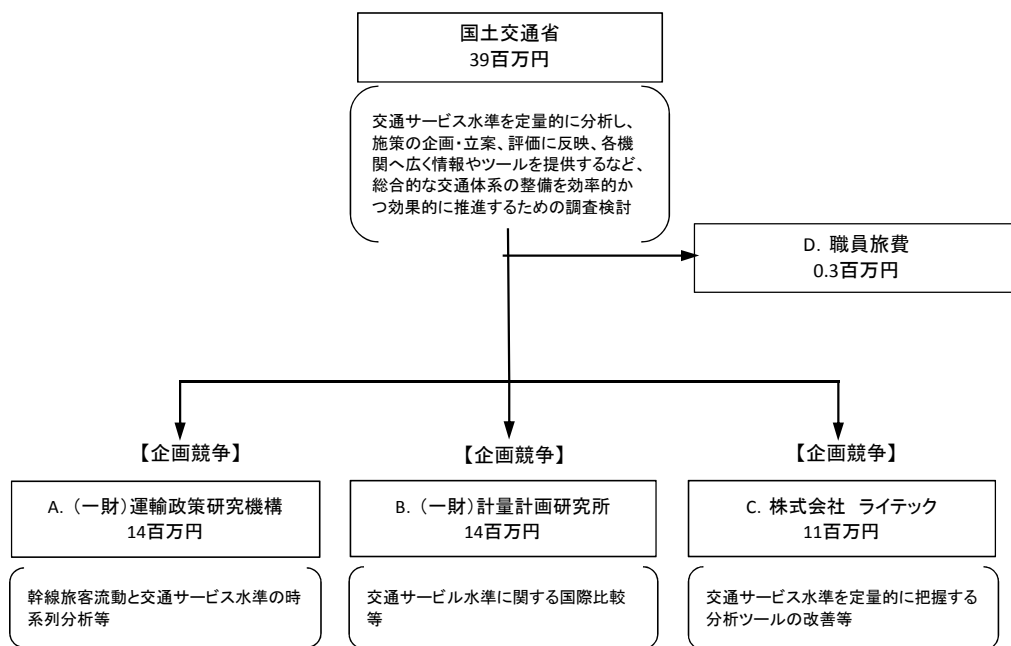 国土交通省
39百万円
交通サービス水準を定量的に分析し、
施策の企画・立案、評価に反映、各機
関へ広く情報やツールを提供するなど、
総合的な交通体系の整備を効率的か
つ効果的に推進するための調査検討
D. 職員旅費
0.3百万円
【企画競争】
A. (一財)運輸政策研究機構
14百万円
幹線旅客流動と交通サービス水準の時
系列分析等
【企画競争】
B. (一財)計量計画研究所
14百万円
交通サービル水準に関する国際比較
等
【企画競争】
C. 株式会社 ライテック
11百万円
交通サービス水準を定量的に把握する
分析ツールの改善等